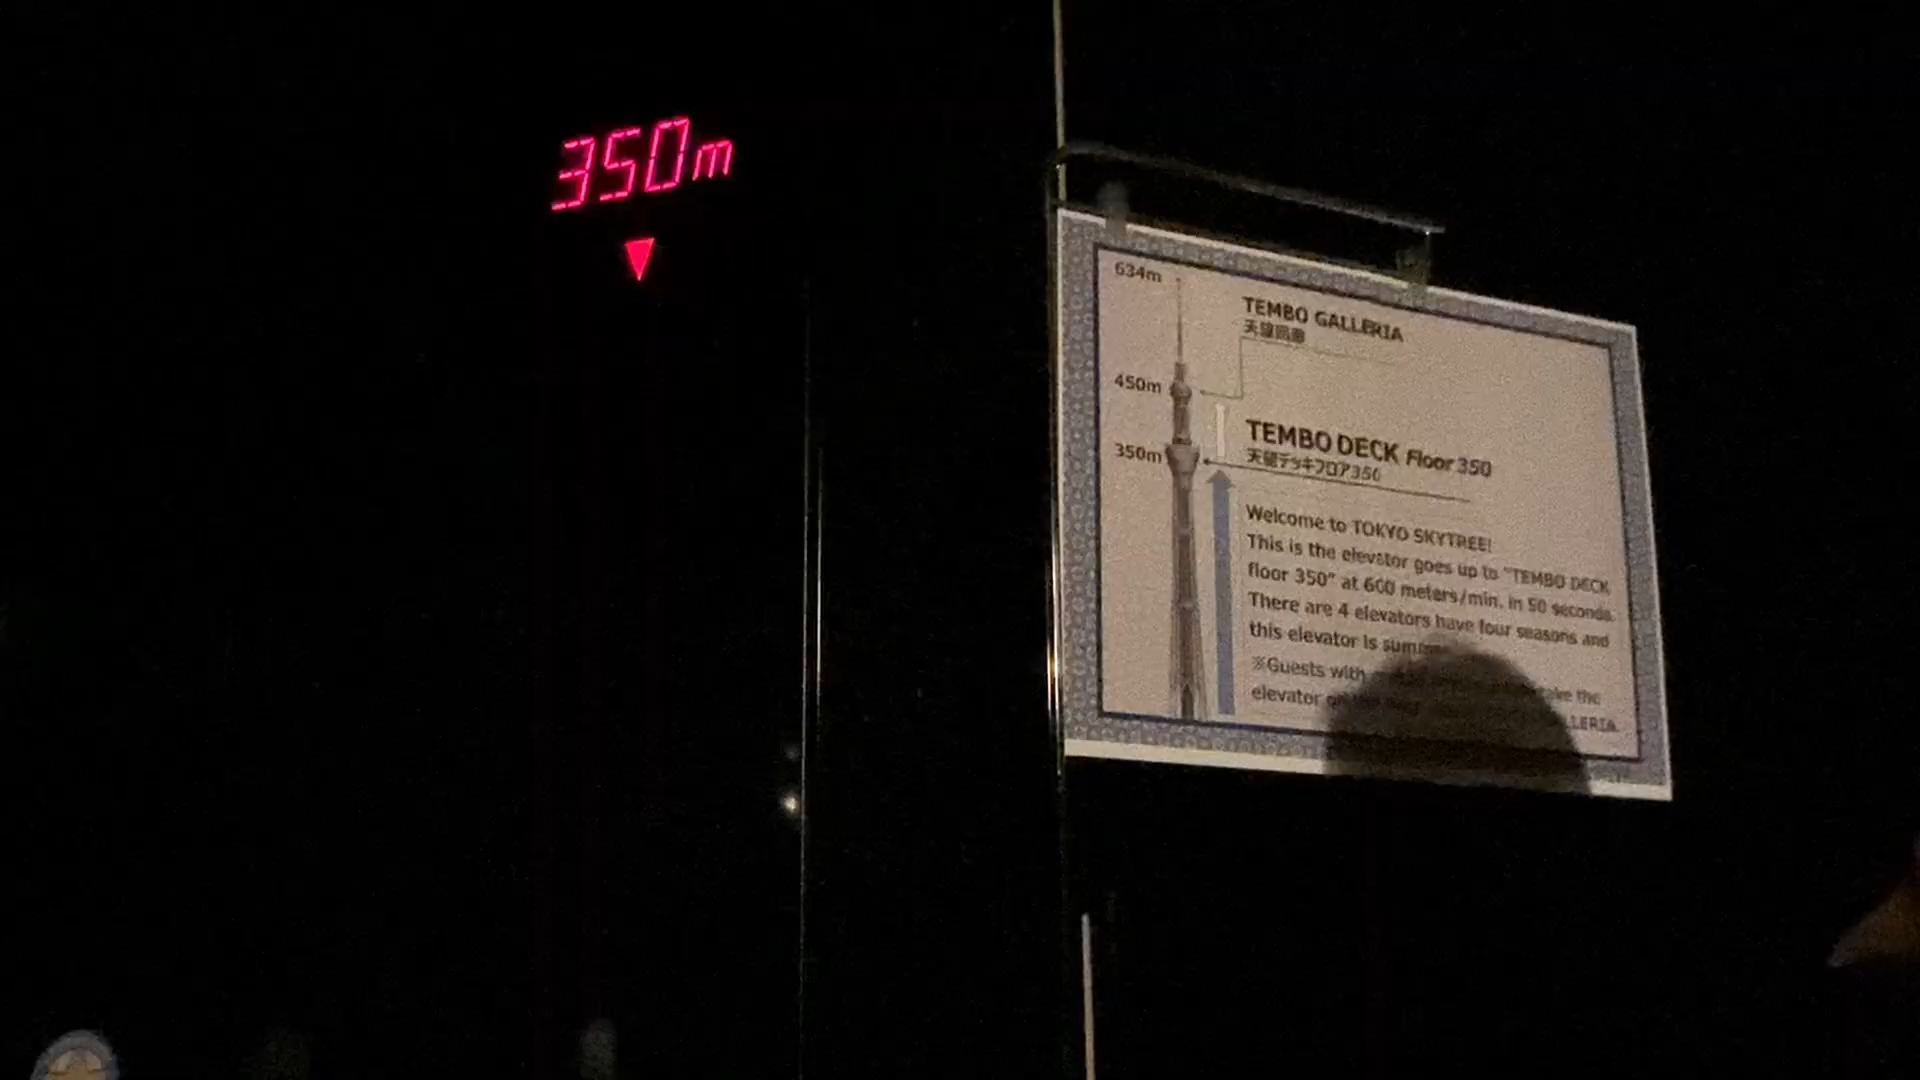 350m
▼
634m
TEMBO GALLERIA
天望回廊
450m
TEMBO DECK Floor 350
350m
天望デッキフロア350
Welcome to TOKYO SKYTREE!
This is the elevator goes up to "TEMBO DECK
floor 350" at 600 meters/min. in 50 seconds.
There are 4 elevators have four seasons and
this elevator is
※Guests with take the
elevator